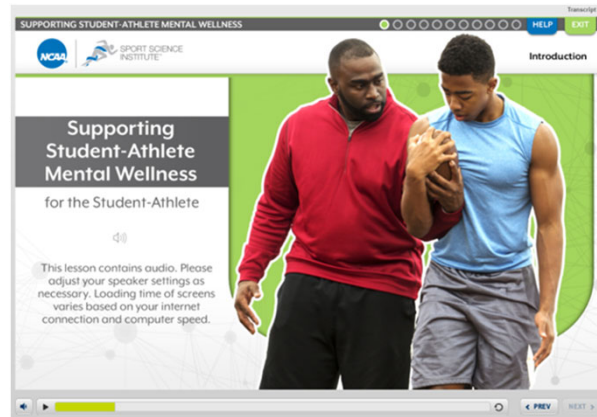 Transcript
SUPPORTING STUDENT-ATHLETE MENTAL WELLNESS
HELP
EXIT
NCAA
SPORT SCIENCE
INSTITUTE
Introduction
Supporting
Student-Athlete
Mental Wellness
for the Student-Athlete
This lesson contains audio. Please
adjust your speaker settings as
necessary. Loading time of screens
varies based on your internet
connection and computer speed.
< PREV
NEXT >